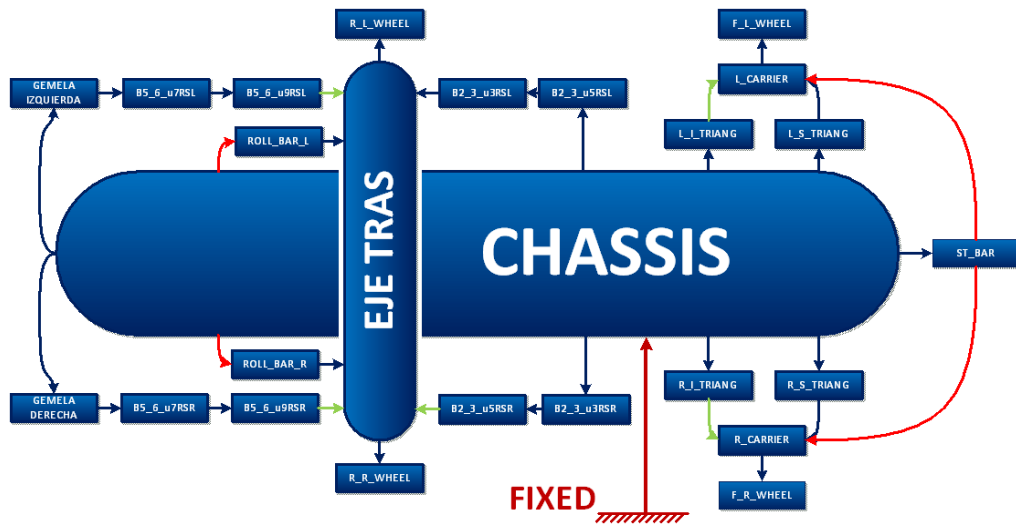 R_L_WHEEL
F_L_WHEEL
GEMELA
IZQUIERDA
B5_6_u7RSL
B5_6_u9RSL
B2_3_u3RSL
B2_3_u5RSL
L_CARRIER
ROLL_BAR_L
L_I_TRIANG
L_S_TRIANG
EJE TRAS
CHASSIS
ST_BAR
ROLL_BAR_R
R_I_TRIANG
R_S_TRIANG
GEMELA
DERECHA
B5_6_u7RSR
B5_6_u9RSR
B2_3_u5RSR
B2_3_u3RSR
R_CARRIER
R_R_WHEEL
FIXED
F_R_WHEEL